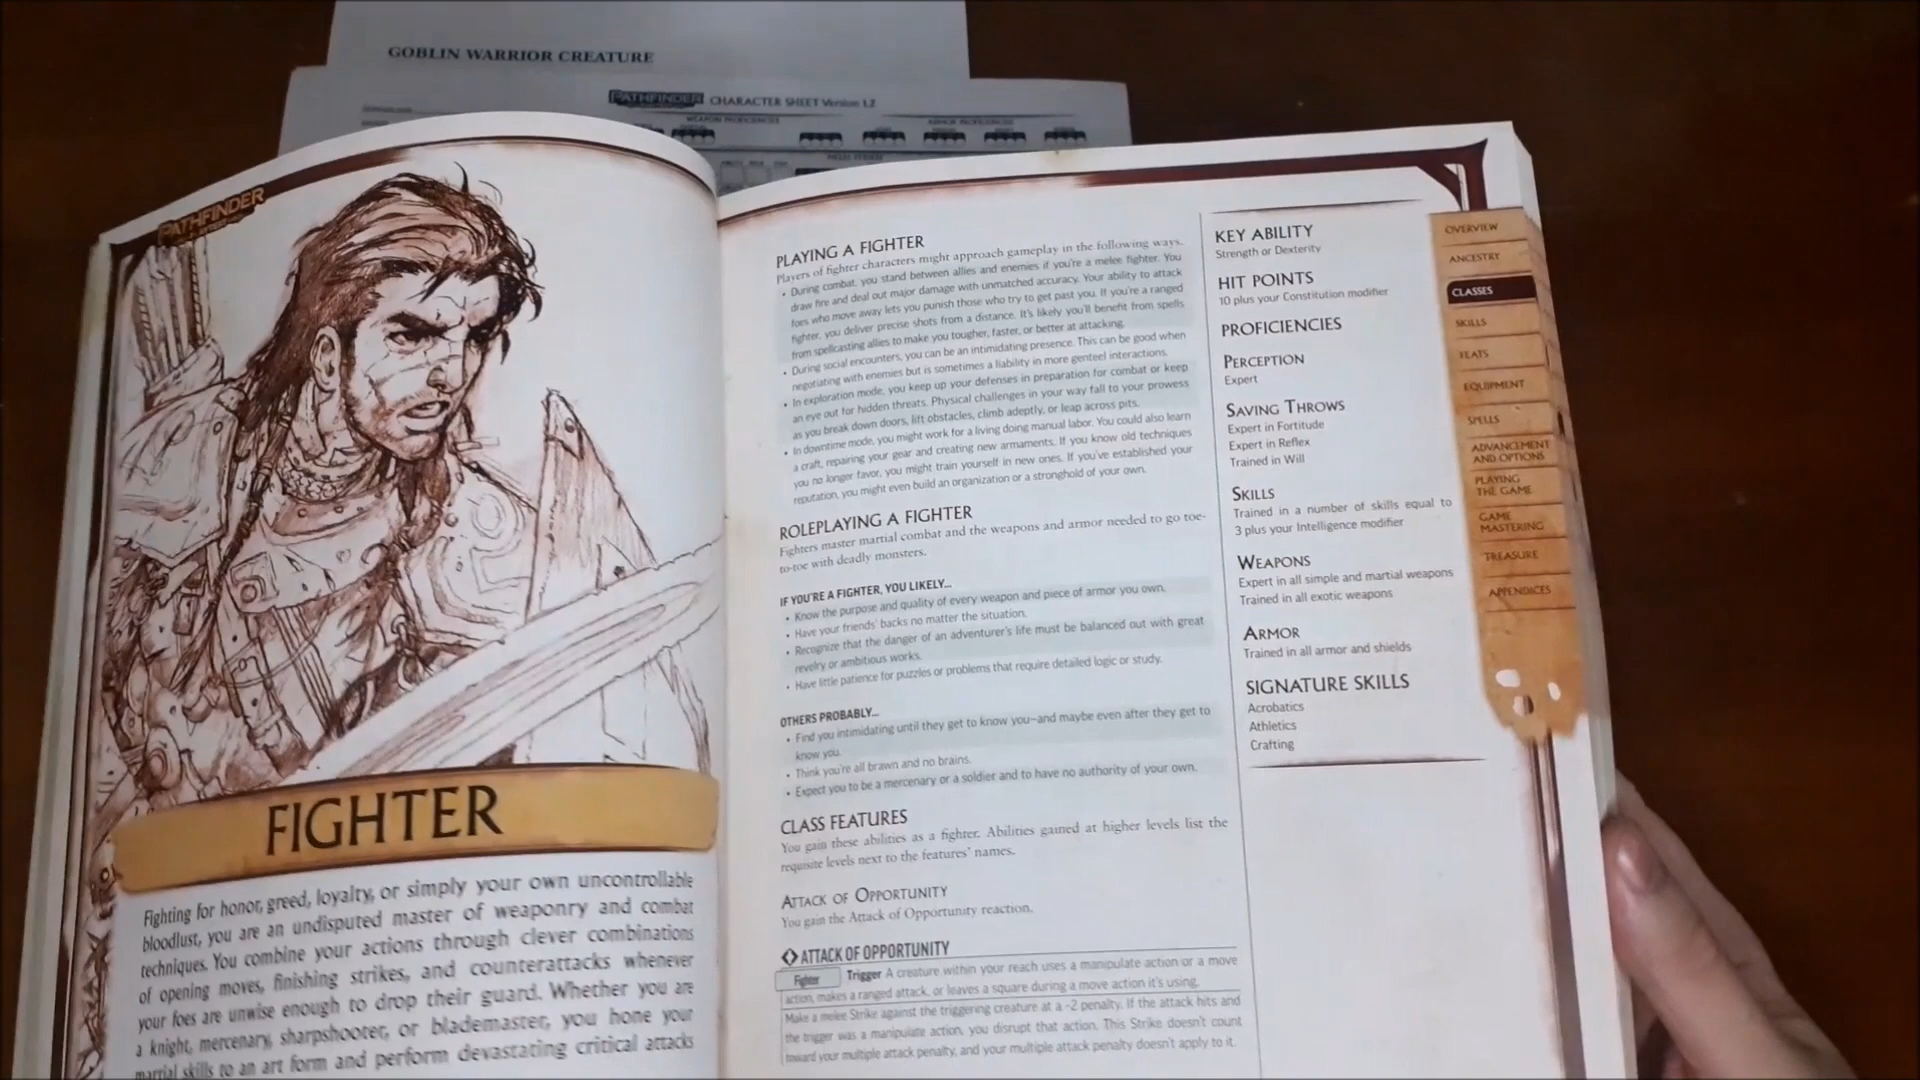 GOBLIN WARRIOR CREATURE
PATHFINDER CHARACTER SHEET Version 1.2
WEAPON PROFICIENCIES
ARMOR PROFICIENCIES
PATHFINDER
FIGHTER
Fighting for honor, greed, loyalty, or simply your own uncontrollable
bloodlust, you are an undisputed master of weaponry and combat
techniques. You combine your actions through clever combinations
of opening moves, finishing strikes, and counterattacks whenever
your foes are unwise enough to drop their guard. Whether you are
a knight, mercenary, sharpshooter, or blademaster, you hone your
martial skills to an art form and perform devastating critical attacks
PLAYING A FIGHTER
Players of fighter characters might approach gameplay in the following ways.
• During combat, you stand between allies and enemies if you're a melee fighter. You
draw fire and deal out major damage with unmatched accuracy. Your ability to attack
foes who move away lets you punish those who try to get past you. If you're a ranged
fighter, you deliver precise shots from a distance. It's likely you'll benefit from spells
from spellcasting allies to make you tougher, faster, or better at attacking.
• During social encounters, you can be an intimidating presence. This can be good when
negotiating with enemies but is sometimes a liability in more genteel interactions.
• In exploration mode, you keep up your defenses in preparation for combat or keep
an eye out for hidden threats. Physical challenges in your way fall to your prowess
as you break down doors, lift obstacles, climb adeptly, or leap across pits.
• In downtime mode, you might work for a living doing manual labor. You could also learn
a craft, repairing your gear and creating new armaments. If you know old techniques
you no longer favor, you might train yourself in new ones. If you've established your
reputation, you might even build an organization or a stronghold of your own.
ROLEPLAYING A FIGHTER
Fighters master martial combat and the weapons and armor needed to go toe-
to-toe with deadly monsters.
IF YOU'RE A FIGHTER, YOU LIKELY...
• Know the purpose and quality of every weapon and piece of armor you own.
• Have your friends' backs no matter the situation.
• Recognize that the danger of an adventurer's life must be balanced out with great
revelry or ambitious works.
• Have little patience for puzzles or problems that require detailed logic or study.
OTHERS PROBABLY...
• Find you intimidating until they get to know you—and maybe even after they get to
know you.
• Think you're all brawn and no brains.
• Expect you to be a mercenary or a soldier and to have no authority of your own.
CLASS FEATURES
You gain these abilities as a fighter. Abilities gained at higher levels list the
requisite levels next to the features' names.
ATTACK OF OPPORTUNITY
You gain the Attack of Opportunity reaction.
ATTACK OF OPPORTUNITY
Fighter
Trigger A creature within your reach uses a manipulate action or a move
action, makes a ranged attack, or leaves a square during a move action it's using.
Make a melee Strike against the triggering creature at a -2 penalty. If the attack hits and
the trigger was a manipulate action, you disrupt that action. This Strike doesn't count
toward your multiple attack penalty, and your multiple attack penalty doesn't apply to it.
KEY ABILITY
Strength or Dexterity
HIT POINTS
10 plus your Constitution modifier
PROFICIENCIES
PERCEPTION
Expert
SAVING THROWS
Expert in Fortitude
Expert in Reflex
Trained in Will
SKILLS
Trained in a number of skills equal to
3 plus your Intelligence modifier
WEAPONS
Expert in all simple and martial weapons
Trained in all exotic weapons
ARMOR
Trained in all armor and shields
SIGNATURE SKILLS
Acrobatics
Athletics
Crafting
OVERVIEW
ANCESTRY
CLASSES
SKILLS
FEATS
EQUIPMENT
SPELLS
ADVANCEMENT
AND OPTIONS
PLAYING
THE GAME
GAME
MASTERING
TREASURE
APPENDICES